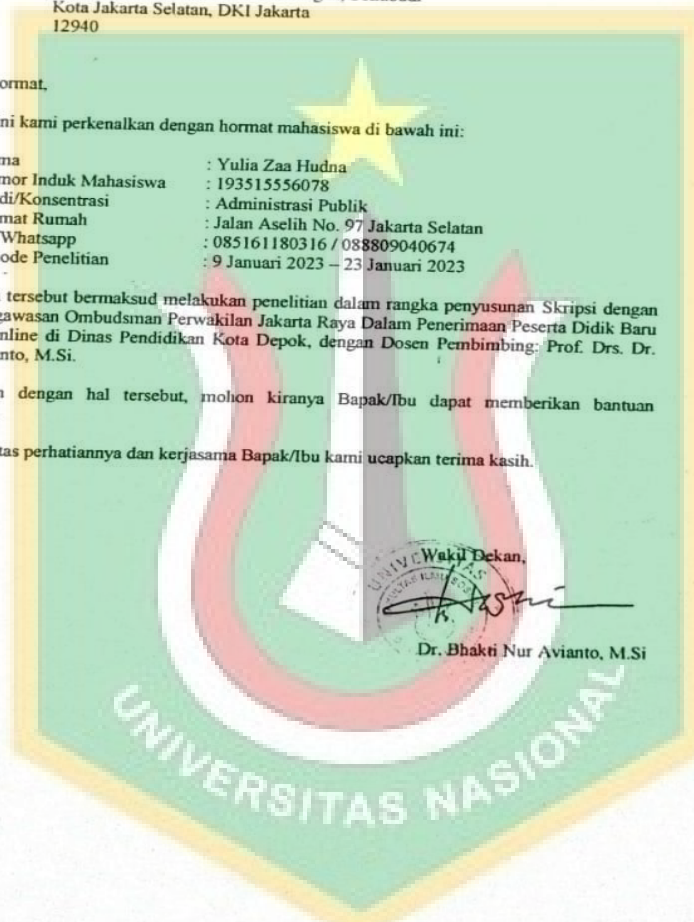 Kota Jakarta Selatan, DKI Jakarta
12940
ormat,
ni kami perkenalkan dengan hormat mahasiswa di bawah ini:
ma : Yulia Zaa Hudna
mor Induk Mahasiswa : 193515556078
di/Konsentrasi : Administrasi Publik
mat Rumah : Jalan Aselih No. 97 Jakarta Selatan
Whatsapp : 085161180316 / 088809040674
ode Penelitian : 9 Januari 2023 – 23 Januari 2023
tersebut bermaksud melakukan penelitian dalam rangka penyusunan Skripsi dengan
gawasan Ombudsman Perwakilan Jakarta Raya Dalam Penerimaan Peserta Didik Baru
nline di Dinas Pendidikan Kota Depok, dengan Dosen Pembimbing: Prof. Drs. Dr.
nto, M.Si.
dengan hal tersebut, mohon kiranya Bapak/Ibu dapat memberikan bantuan
tas perhatiannya dan kerjasama Bapak/Ibu kami ucapkan terima kasih.
Wakil Dekan,
UNIVERSITAS
Dr. Bhakti Nur Avianto, M.Si
UNIVERSITAS NASIONAL